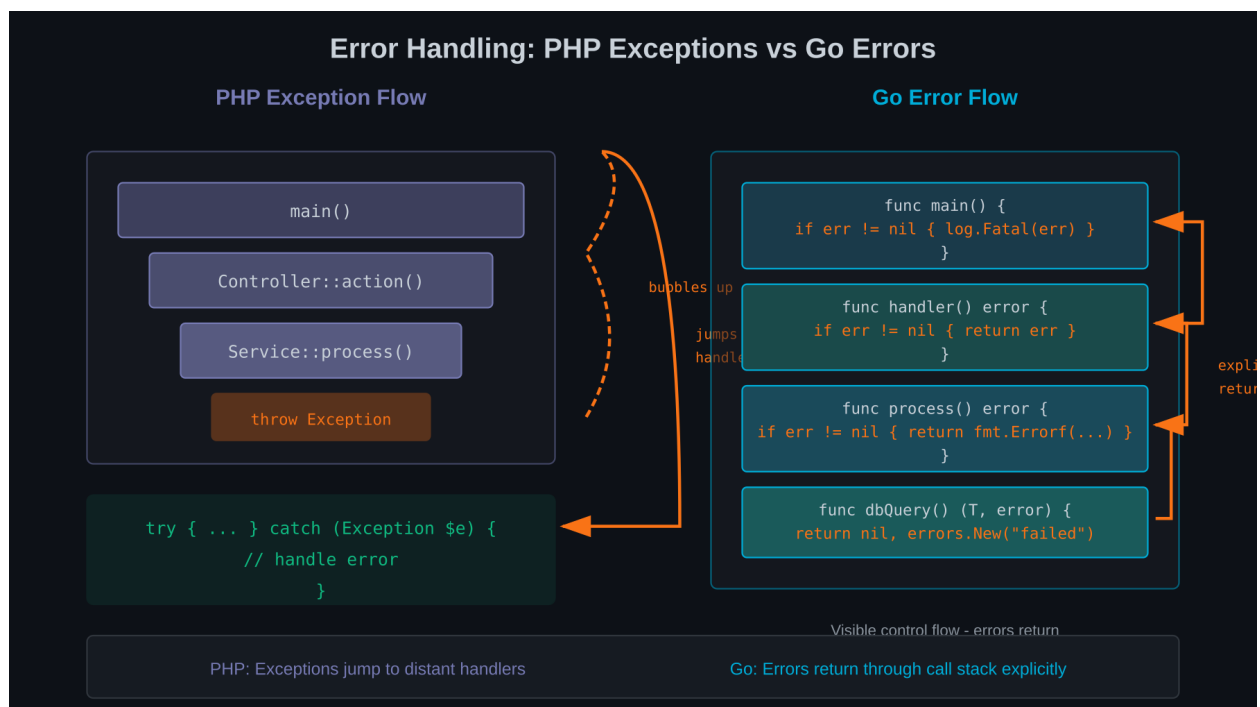 Error Handling: PHP Exceptions vs Go Errors
PHP Exception Flow
main()
Controller::action()
Service::process()
throw Exception
try { ... } catch (Exception $e) {
// handle error
}
bubbles up
jumps
Go Error Flow
func main() {
if err != nil { log.Fatal(err) }
}
func handler() error {
if err != nil { return err }
}
func process() error {
if err != nil { return fmt.Errorf(...) }
}
func dbQuery() (T, error) {
return nil, errors.New("failed")
Visible control flow - errors return
PHP: Exceptions jump to distant handlers
Go: Errors return through call stack explicitly